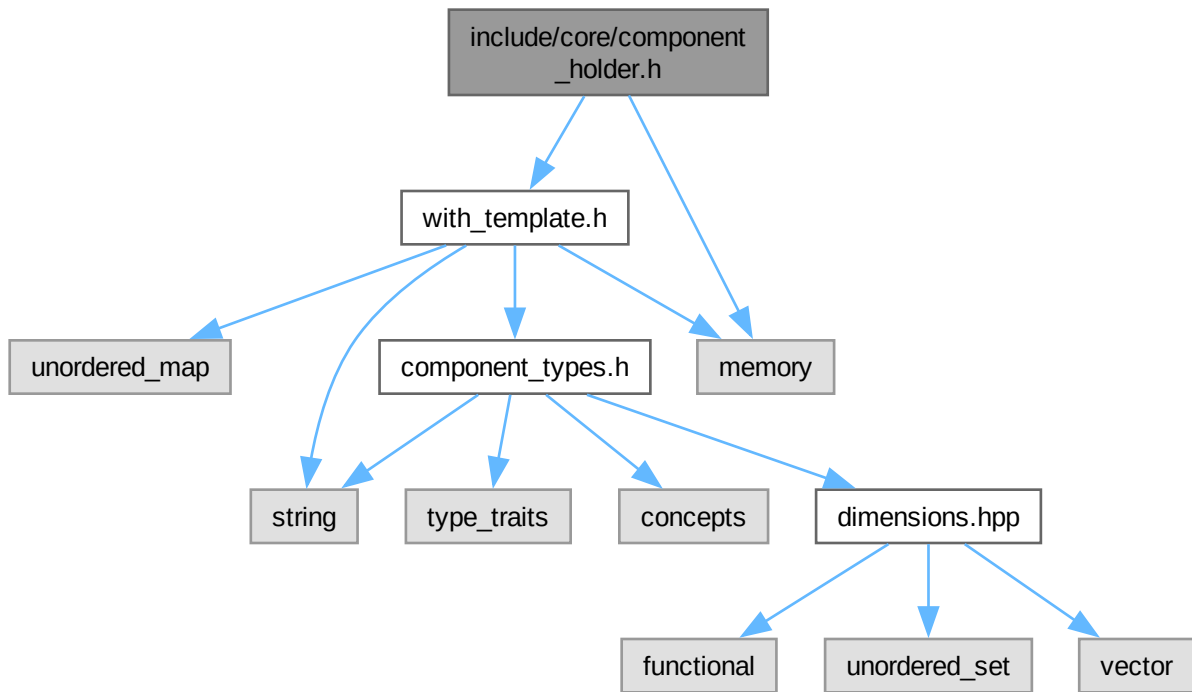 include/core/component
_holder.h
with_template.h
unordered_map
component_types.h
memory
string
type_traits
concepts
dimensions.hpp
functional
unordered_set
vector